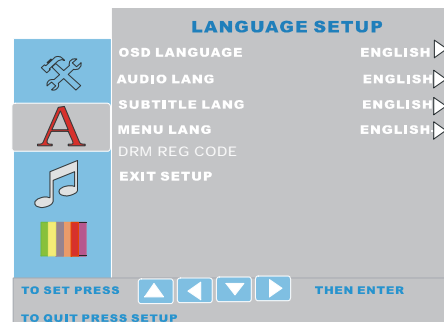 LANGUAGE SETUP
OSD LANGUAGE ENGLISH
AUDIO LANG ENGLISH
SUBTITLE LANG ENGLISH
MENU LANG ENGLISH
DRM REG CODE
EXIT SETUP
A
TO SET PRESS THEN ENTER
TO QUIT PRESS SETUP